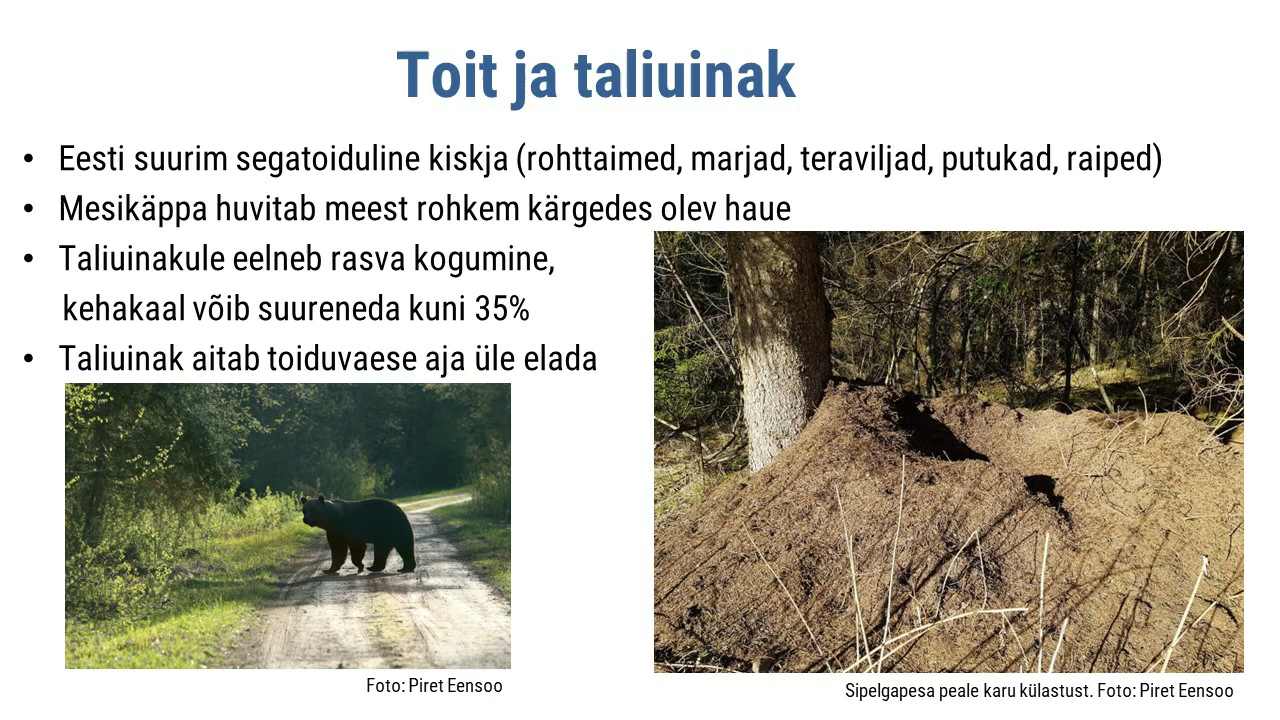 Toit ja taliuinak
• Eesti suurim segatoiduline kiskja (rohttaimed, marjad, teraviljad, putukad, raiped)
• Mesikäppa huvitab meest rohkem kärgedes olev haue
• Taliuinakule eelneb rasva kogumine,
kehakaal võib suureneda kuni 35%
• Taliuinak aitab toiduvaese aja üle elada
Foto: Piret Eensoo
Sipelgapesa peale karu külastust. Foto: Piret Eensoo